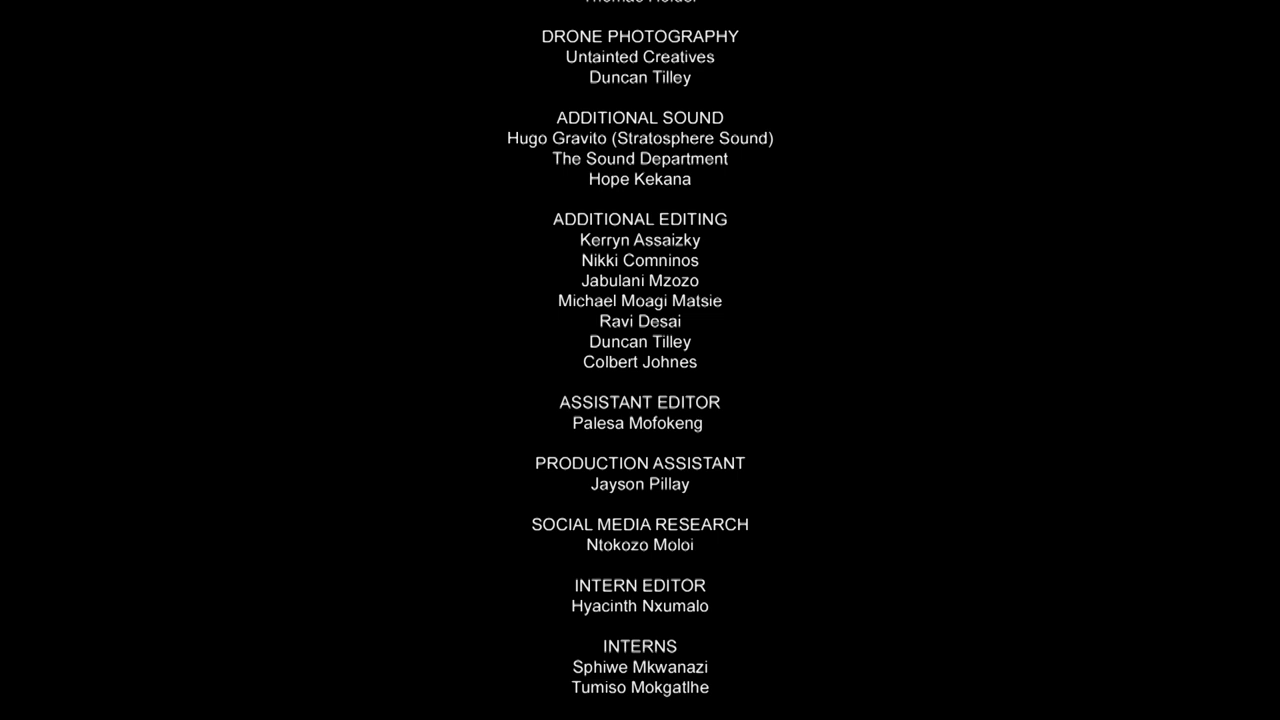 DRONE PHOTOGRAPHY
Untainted Creatives
Duncan Tilley
ADDITIONAL SOUND
Hugo Gravito (Stratosphere Sound)
The Sound Department
Hope Kekana
ADDITIONAL EDITING
Kerryn Assaizky
Nikki Comninos
Jabulani Mzozo
Michael Moagi Matsie
Ravi Desai
Duncan Tilley
Colbert Johnes
ASSISTANT EDITOR
Palesa Mofokeng
PRODUCTION ASSISTANT
Jayson Pillay
SOCIAL MEDIA RESEARCH
Ntokozo Moloi
INTERN EDITOR
Hyacinth Nxumalo
INTERNS
Sphiwe Mkwanazi
Tumiso Mokgatlhe